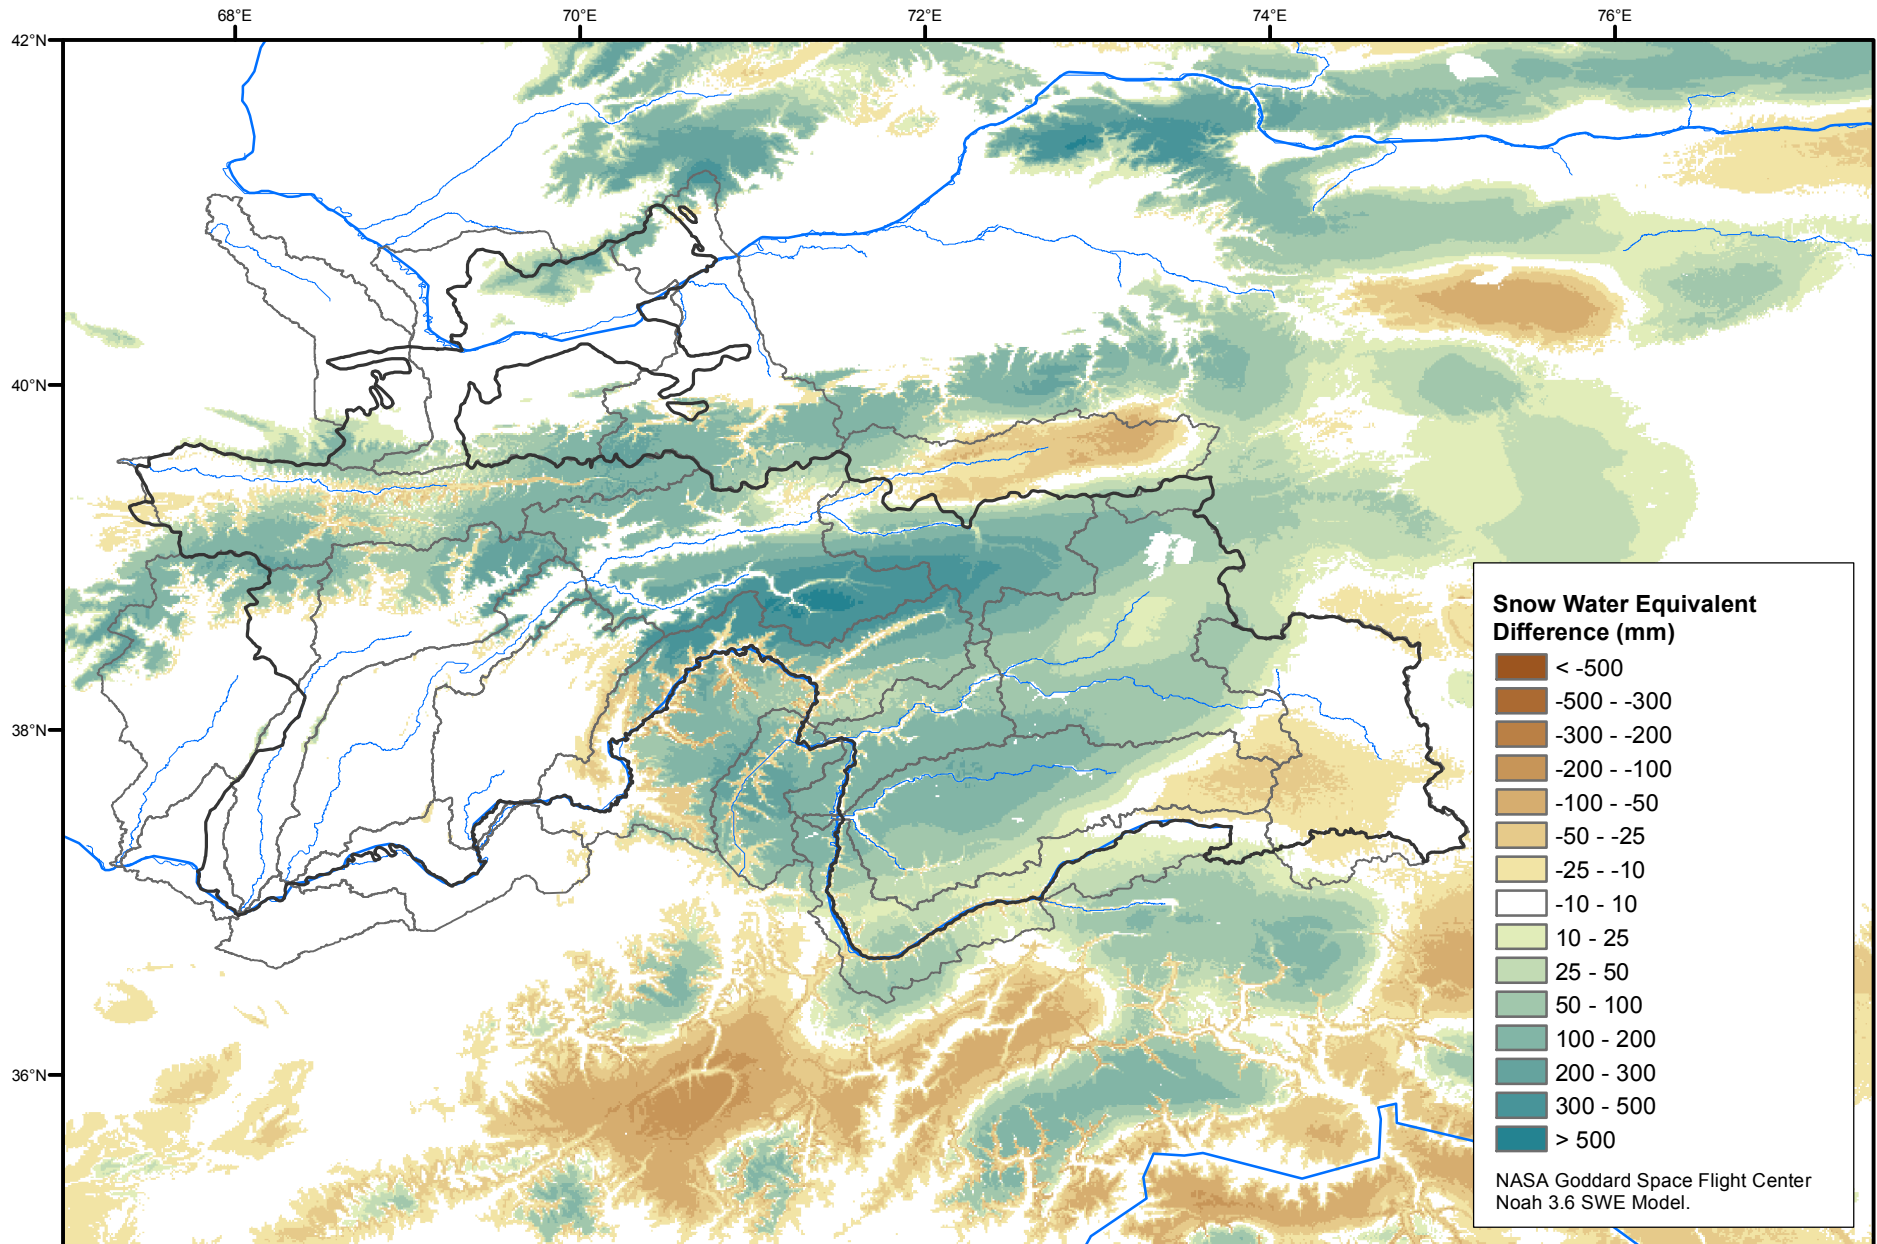 68°E 70°E 72°E 74°E 76°E
42°N
40°N
38°N
36°N
Snow Water Equivalent
Difference (mm)
< -500
-500 - -300
-300 - -200
-200 - -100
-100 - -50
-50 - -25
-25 - -10
-10 - 10
10 - 25
25 - 50
50 - 100
100 - 200
200 - 300
300 - 500
> 500
NASA Goddard Space Flight Center
Noah 3.6 SWE Model.